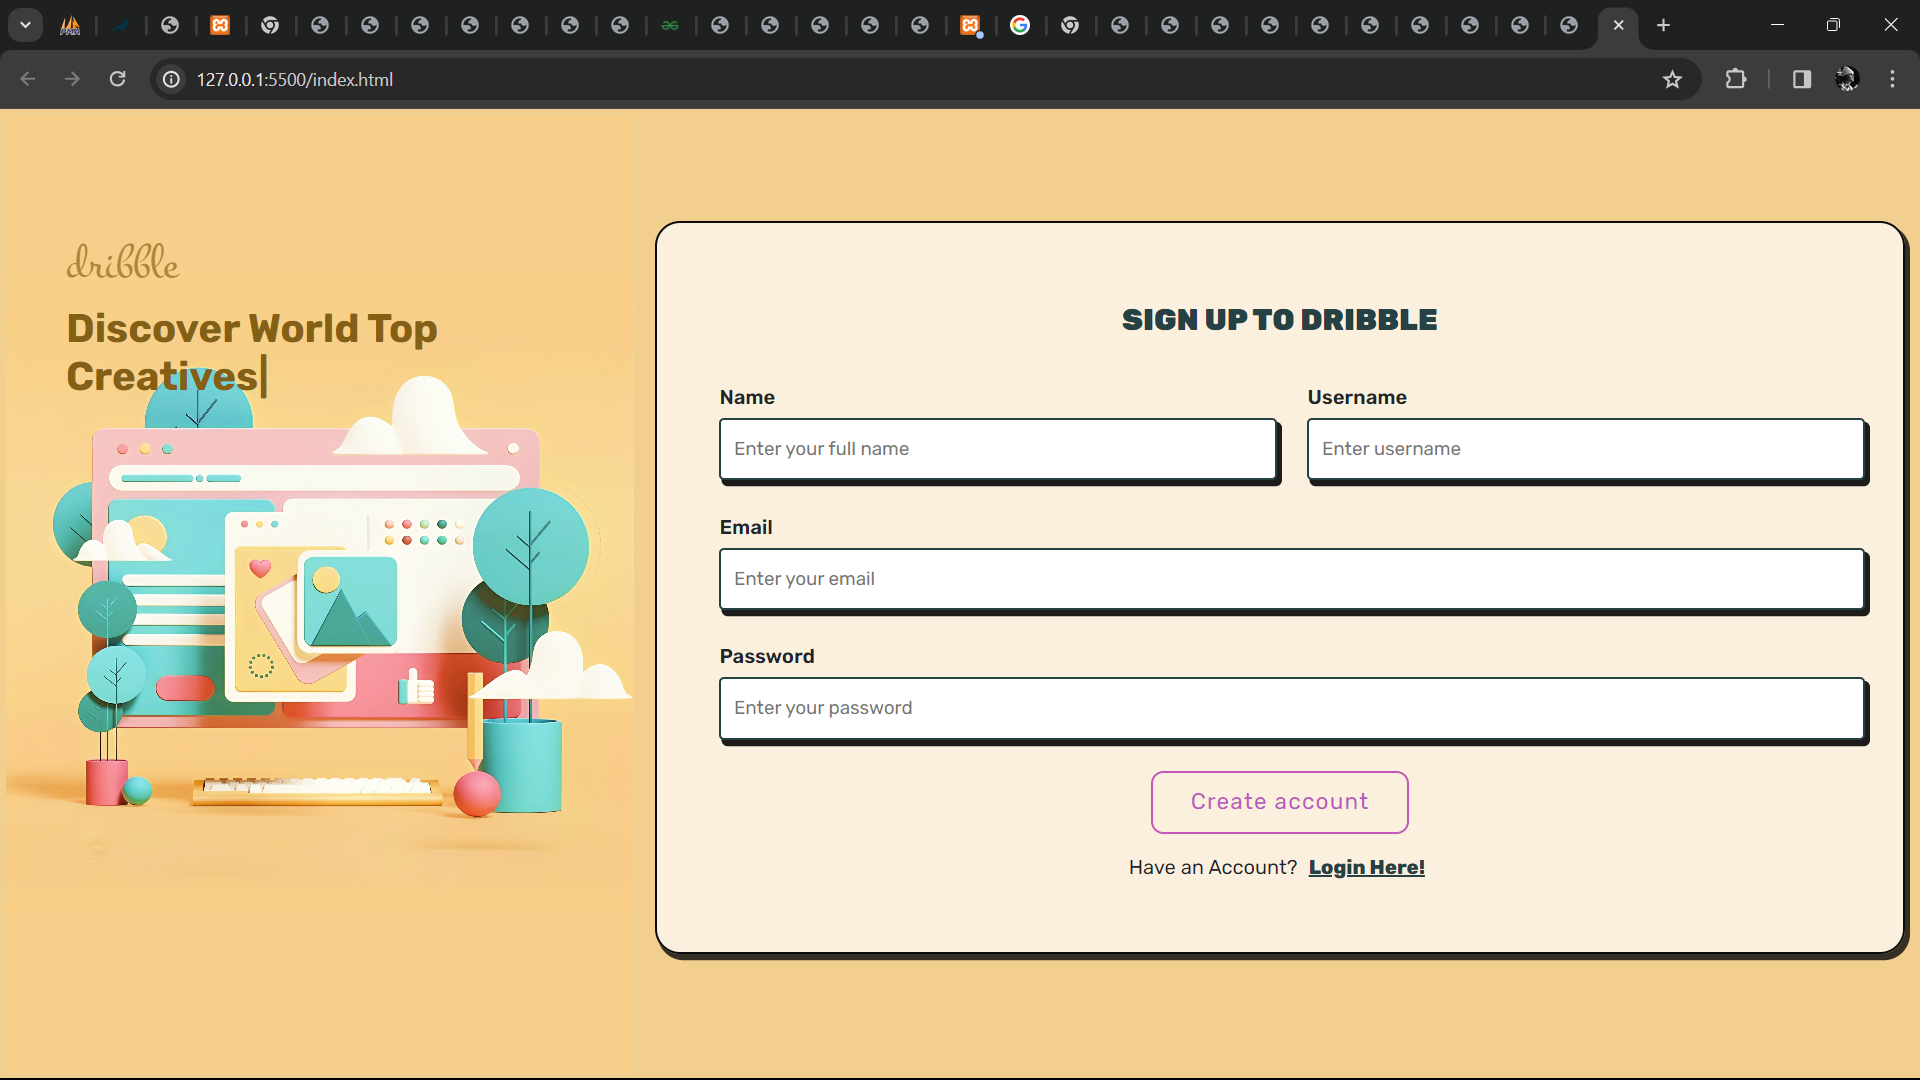 127.0.0.1:5500/index.html
dribble
Discover World Top
Creatives|
SIGN UP TO DRIBBLE
Name
Username
Enter your full name
Enter username
Email
Enter your email
Password
Enter your password
Create account
Have an Account? Login Here!